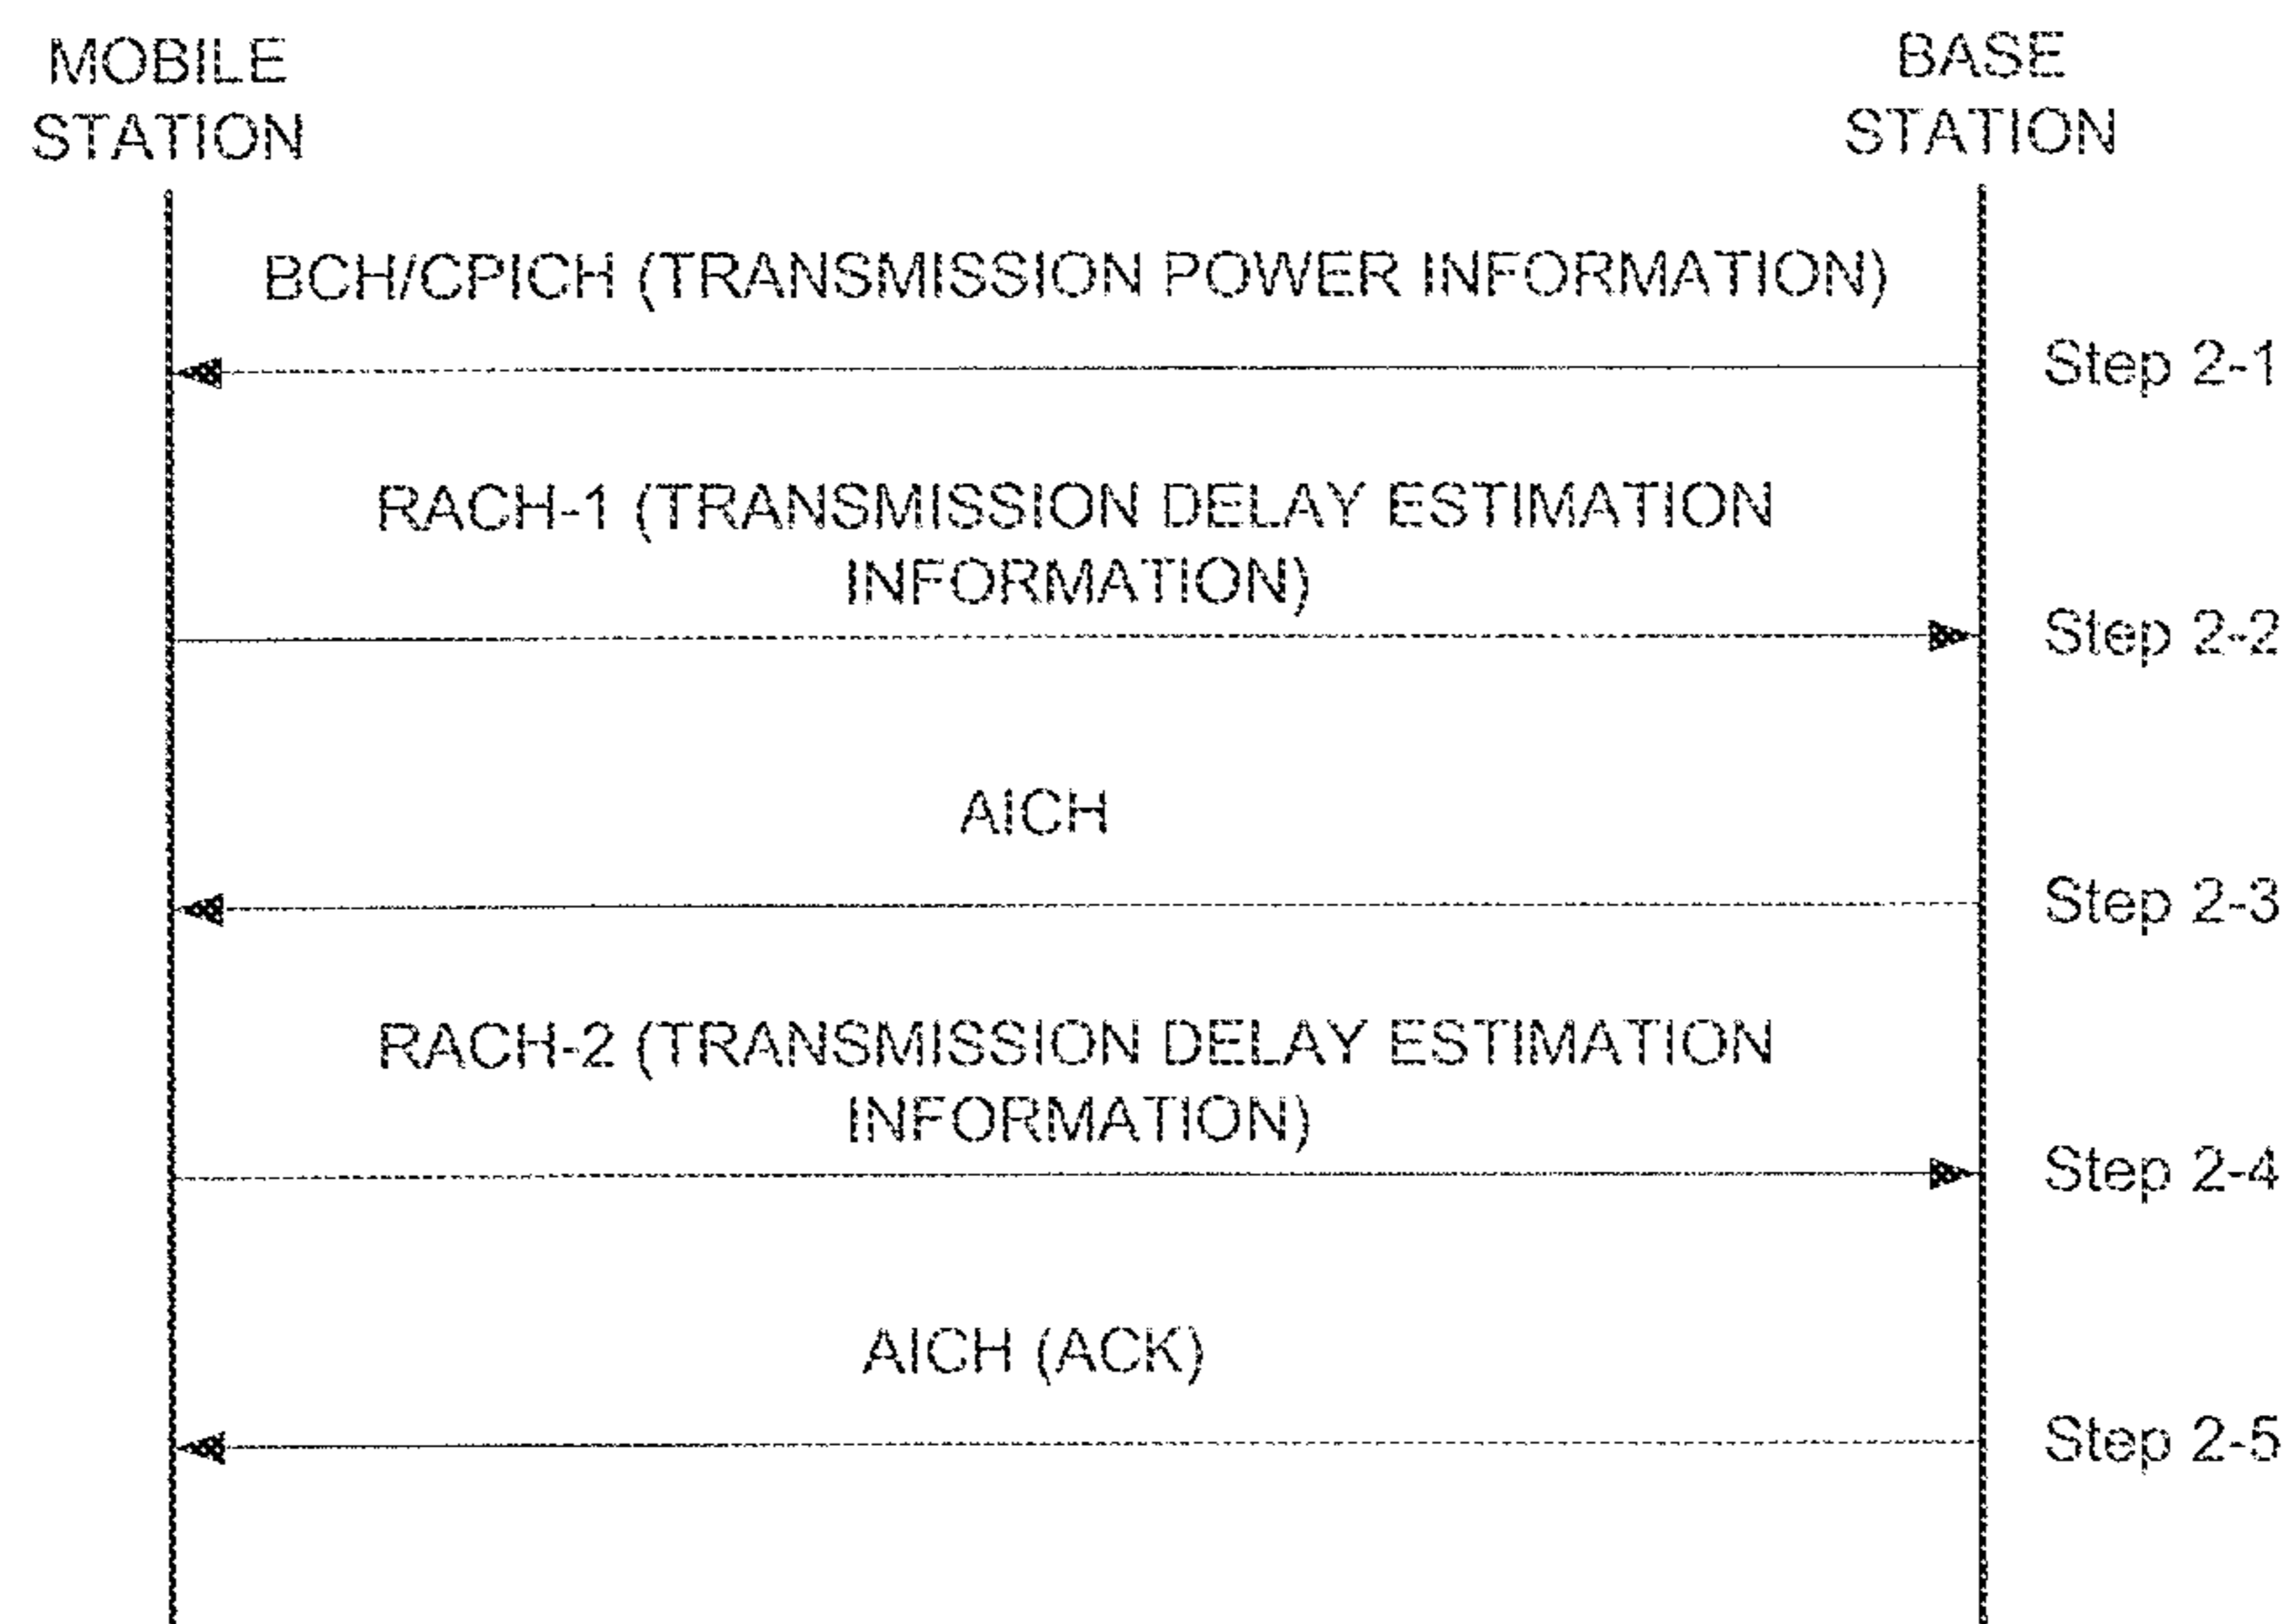 MOBILE
STATION
BASE
STATION
BCH/CPICH (TRANSMISSION POWER INFORMATION)
Step 2-1
RACH-1 (TRANSMISSION DELAY ESTIMATION
INFORMATION)
Step 2-2
AICH
Step 2-3
RACH-2 (TRANSMISSION DELAY ESTIMATION
INFORMATION)
Step 2-4
AICH (ACK)
Step 2-5